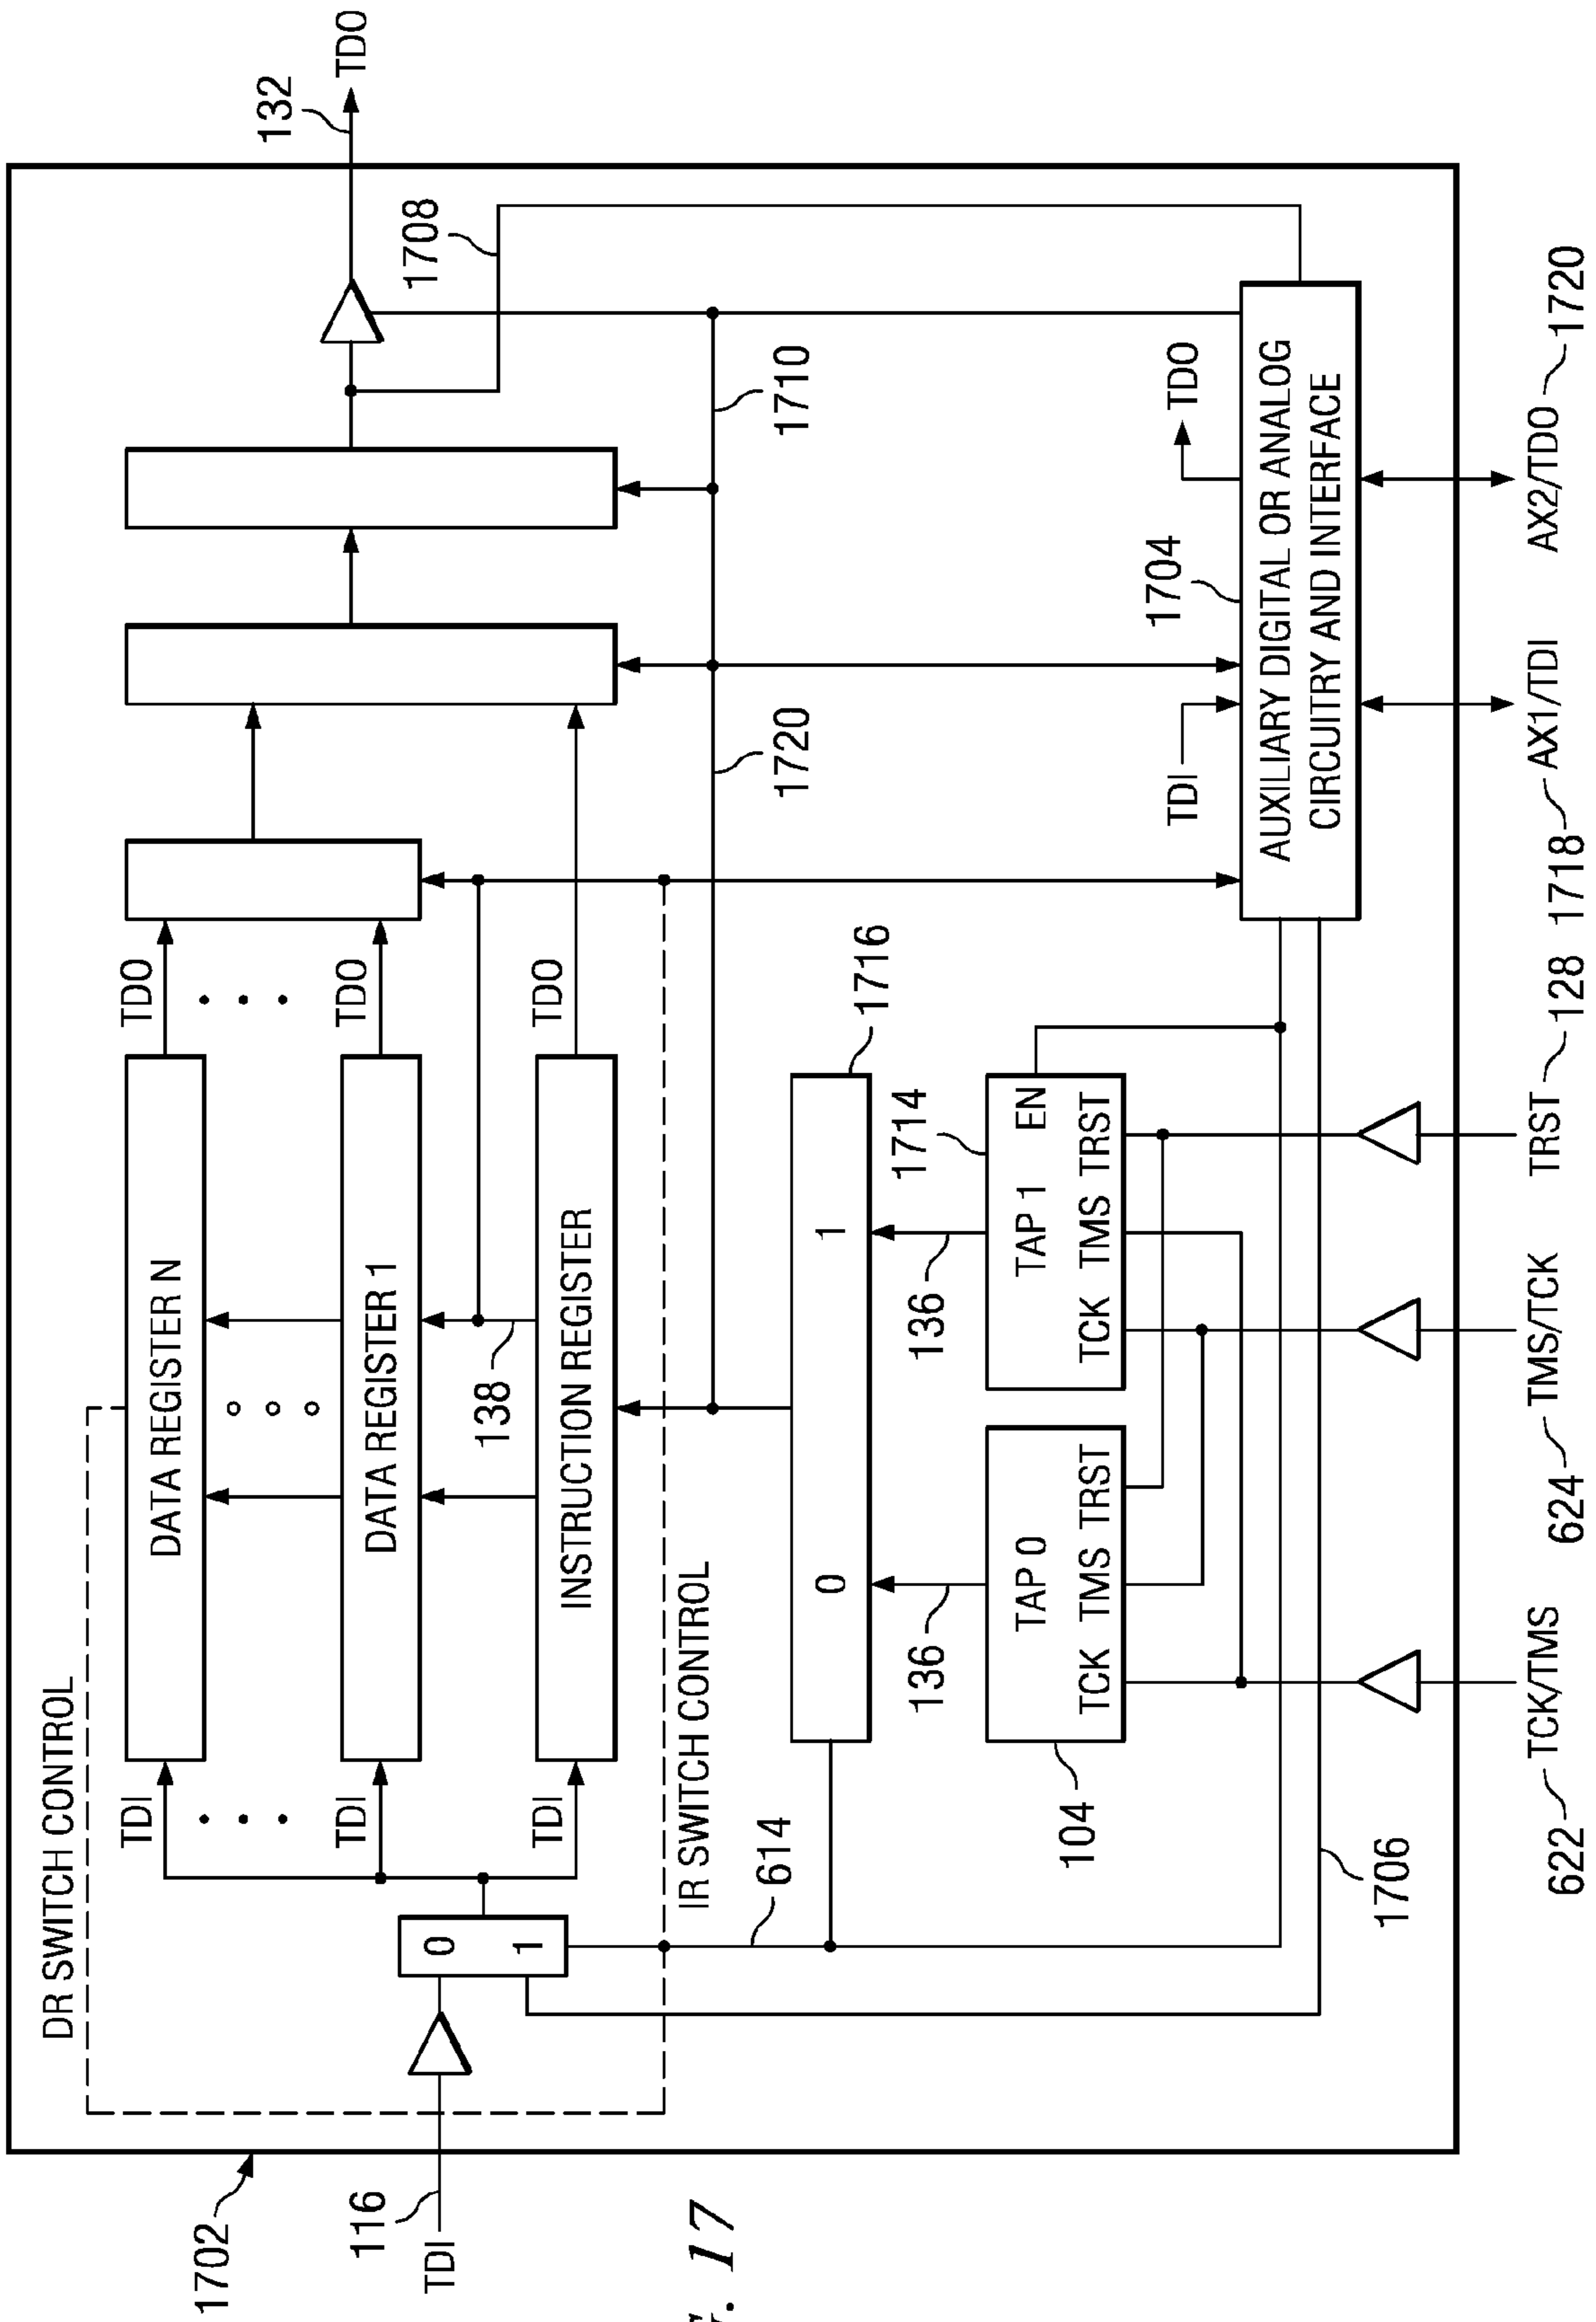 DR SWITCH CONTROL
TDI
DATA REGISTER N
TDO
TDI
DATA REGISTER 1
TDO
138
TDI
INSTRUCTION REGISTER
TDO
0
1
IR SWITCH CONTROL
1702
116
TDI
132
TDO
1708
1710
1720
614
0
1
1716
136
136
1714
TAP 0
TCK TMS TRST
104
TAP 1 EN
TCK TMS TRST
TDI
1704
TDO
AUXILIARY DIGITAL OR ANALOG
CIRCUITRY AND INTERFACE
1706
TCK/TMS
TMS/TCK
TRST
AX1/TDI
AX2/TDO
622
624
128
1718
1720
17